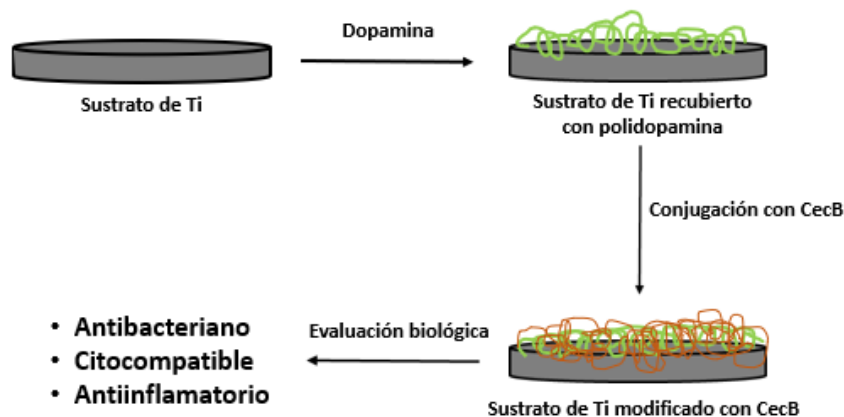 Dopamina
Sustrato de Ti
Sustrato de Ti recubierto
con polidopamina
Conjugación con CecB
Sustrato de Ti modificado con CecB
Evaluación biológica
• Antibacteriano
• Citocompatible
• Antiinflamatorio